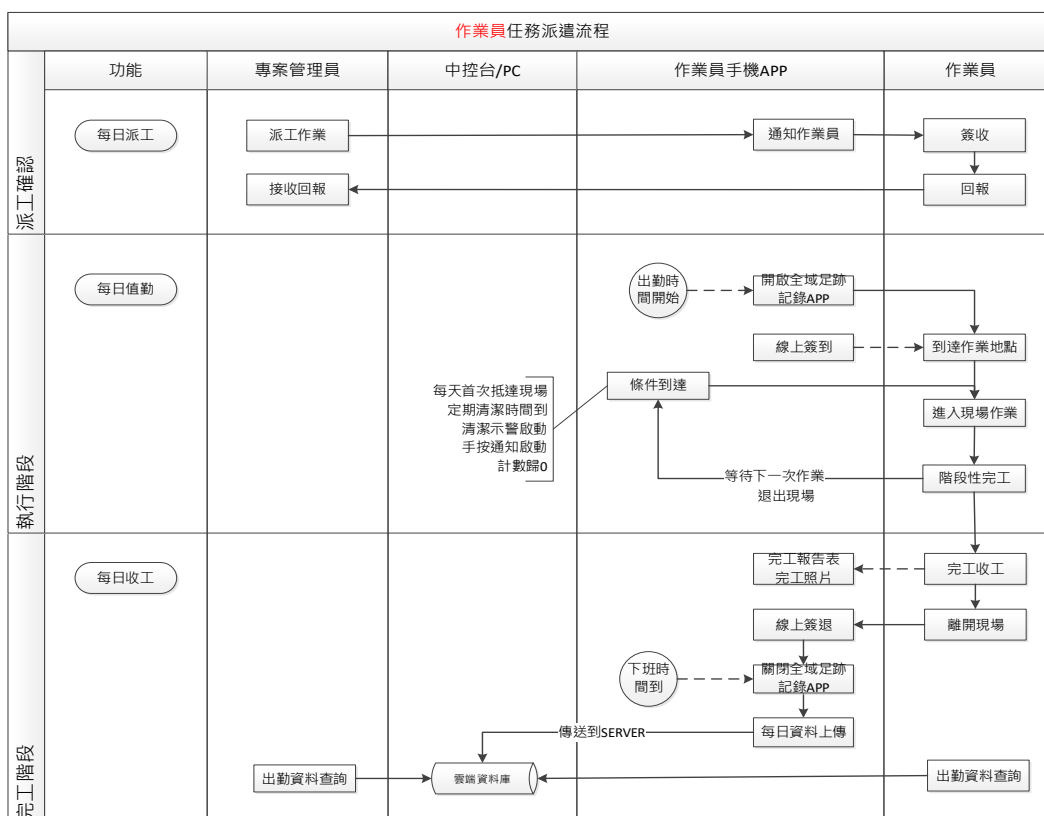 作業員任務派遣流程
功能
專案管理員
中控台/PC
作業員手機APP
作業員
派工確認
每日派工
派工作業
通知作業員
簽收
接收回報
回報
執行階段
每日值勤
出勤時
間開始
開啟全域足跡
記錄APP
線上簽到
到達作業地點
每天首次抵達現場
定期清潔時間到
清潔示警啟動
手按通知啟動
計數歸0
條件到達
進入現場作業
等待下一次作業
退出現場
階段性完工
完工階段
每日收工
完工報告表
完工照片
完工收工
線上簽退
離開現場
下班時
間到
關閉全域足跡
記錄APP
傳送到SERVER
每日資料上傳
出勤資料查詢
雲端資料庫
出勤資料查詢